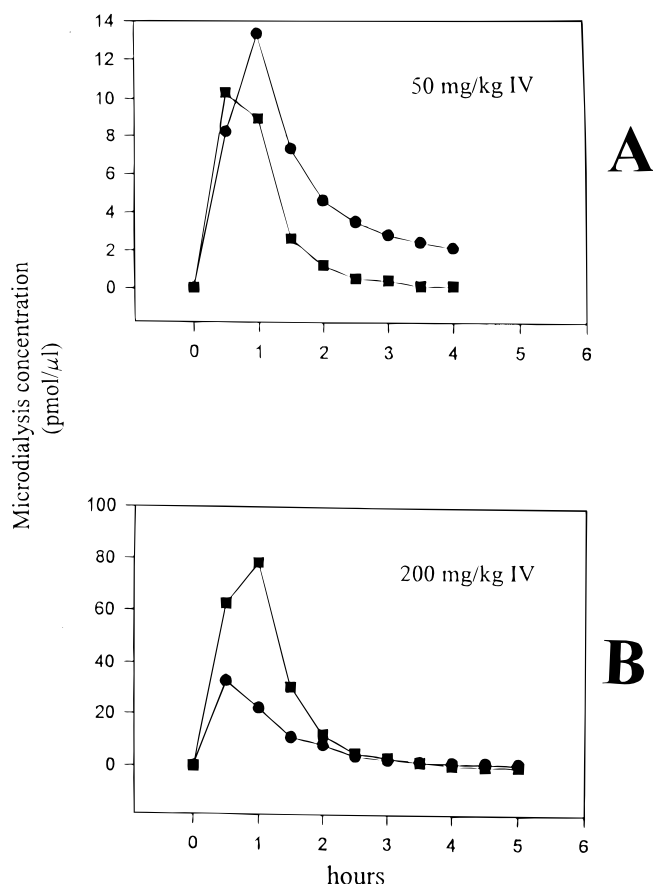 14
12
10
8
6
4
2
0
50 mg/kg IV
A
0 1 2 3 4 5 6
Microdialysis concentration
(pmol/μl)
100
80
60
40
20
0
200 mg/kg IV
B
0 1 2 3 4 5 6
hours